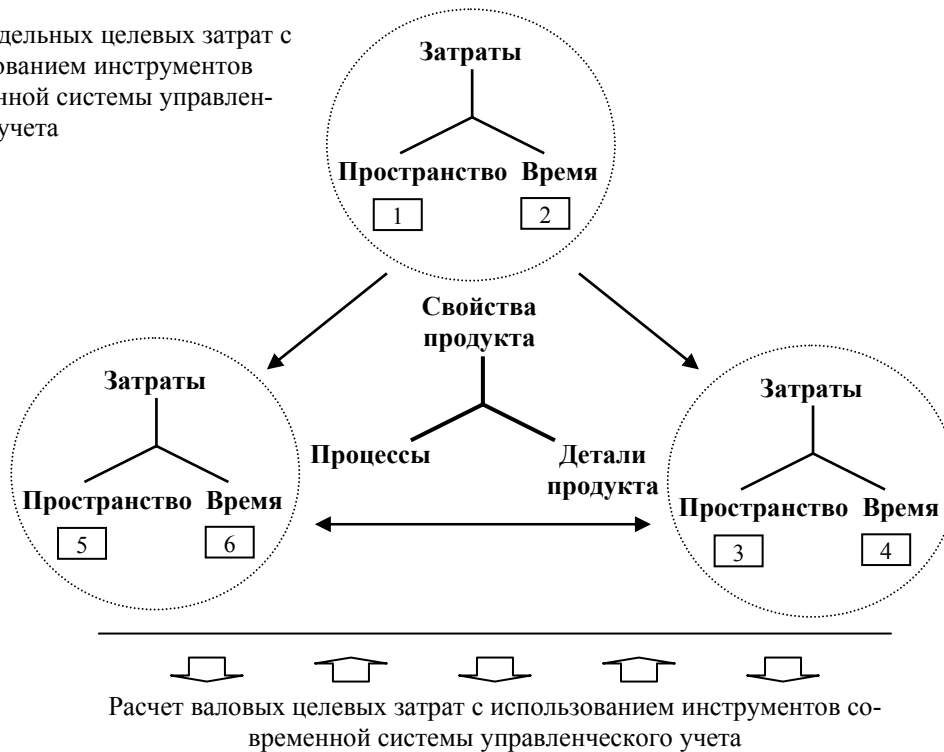 дельных целевых затрат с
ованием инструментов
нной системы управлен-
учета
Затраты
Пространство Время
1 2
Свойства
продукта
Затраты
Затраты
Процессы
Детали
продукта
Пространство Время
5 6
Пространство Время
3 4
Расчет валовых целевых затрат с использованием инструментов со-
временной системы управленческого учета